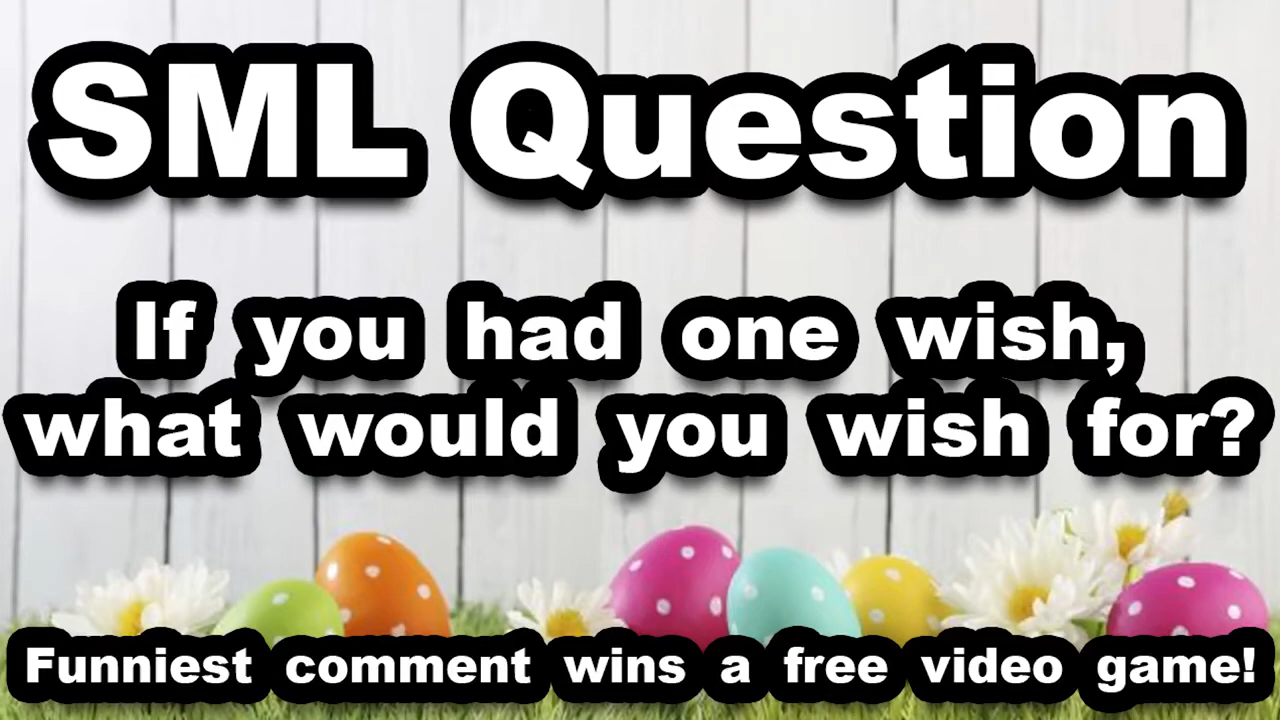 SML Question
If you had one wish,
what would you wish for?
Funniest comment wins a free video game!